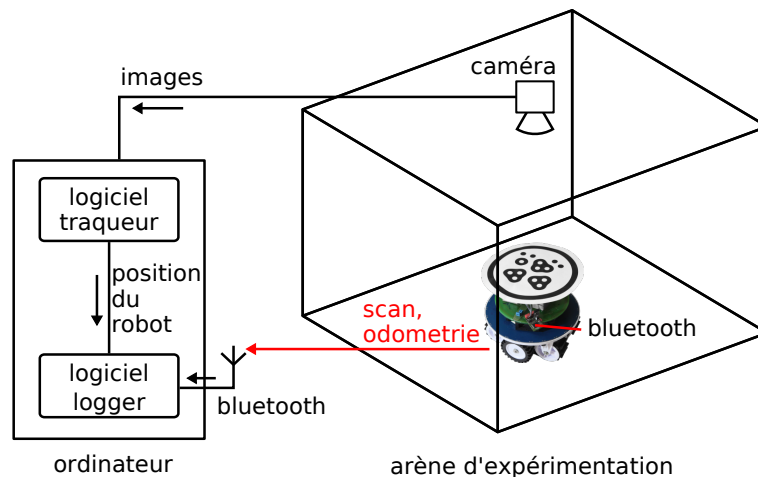 images
caméra
logiciel
traqueur
position
du
robot
scan,
odometrie
bluetooth
logiciel
logger
bluetooth
ordinateur
arène d'expérimentation